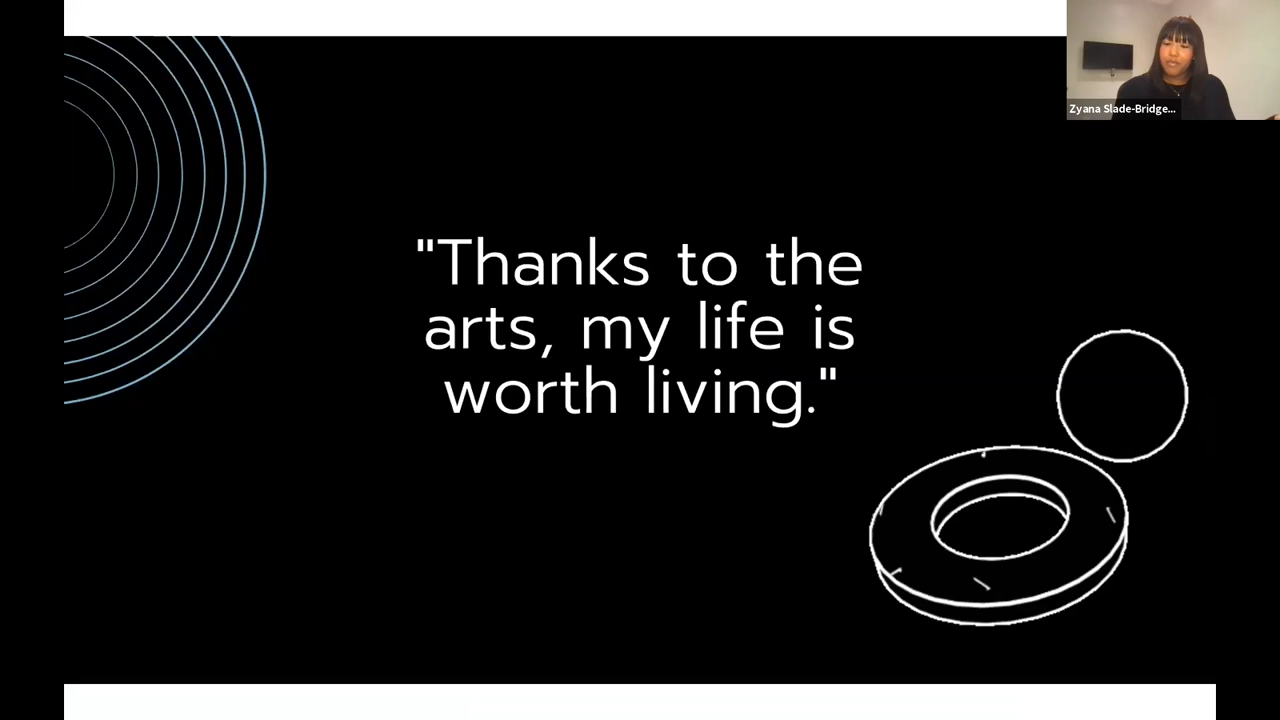 Zyana Slade-Bridge...
"Thanks to the
arts, my life is
worth living."